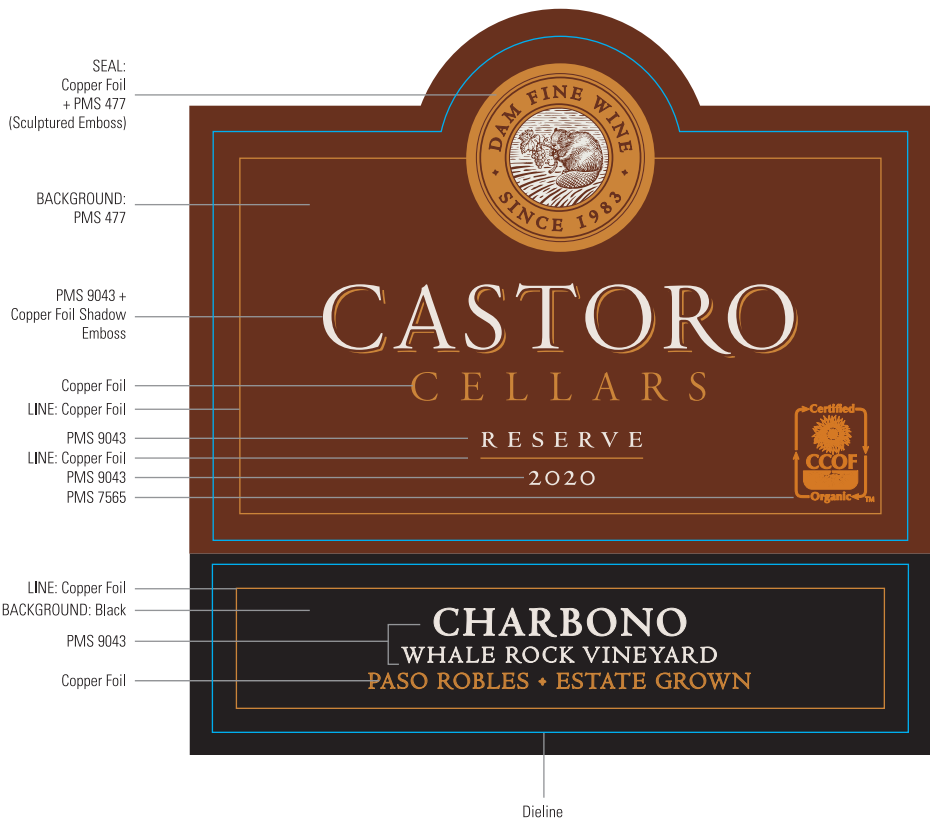 SEAL:
Copper Foil
+ PMS 477
(Sculptured Emboss)
BACKGROUND:
PMS 477
PMS 9043 +
Copper Foil Shadow
Emboss
Copper Foil
LINE: Copper Foil
PMS 9043
LINE: Copper Foil
PMS 9043
PMS 7565
LINE: Copper Foil
BACKGROUND: Black
PMS 9043
Copper Foil
DAM FINE WINE
• SINCE 1983 •
CASTORO
CELLARS
RESERVE
2020
Certified
CCOF
Organic
TM
CHARBONO
WHALE ROCK VINEYARD
PASO ROBLES • ESTATE GROWN
Dieline